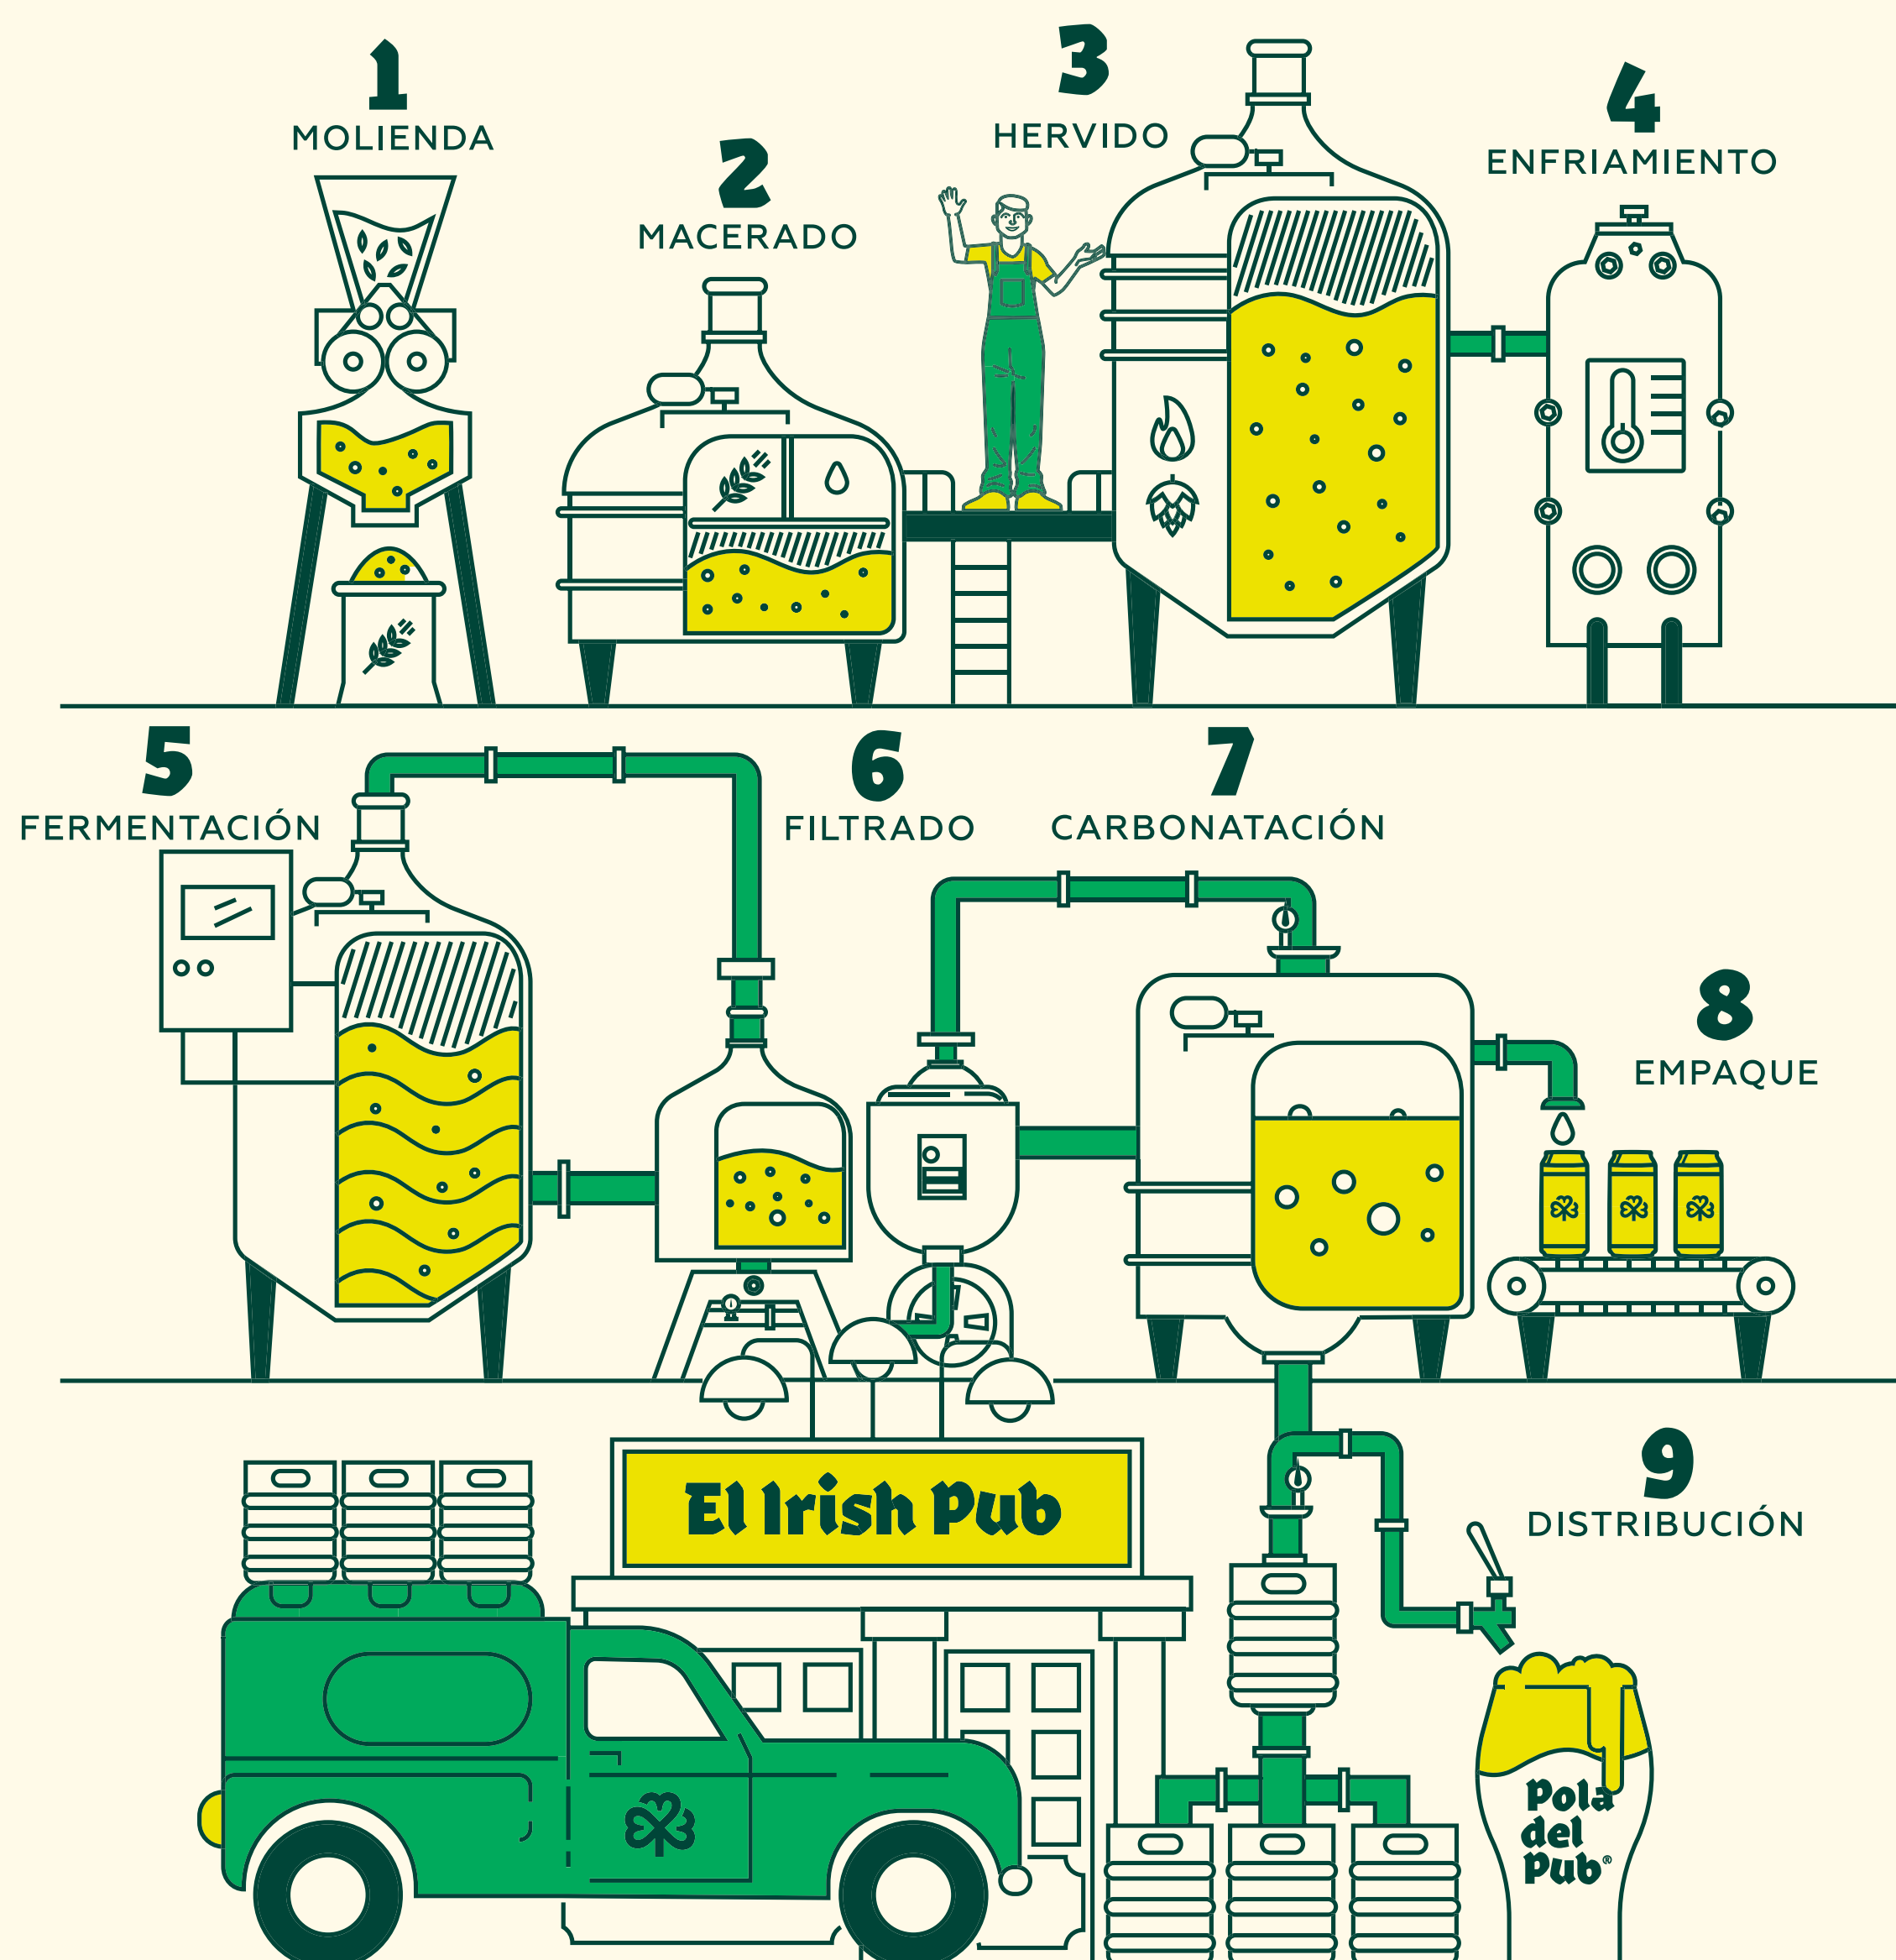 1
MOLIENDA
2
MACERADO
3
HERVIDO
4
ENFRIAMIENTO
5
FERMENTACIÓN
6
FILTRADO
7
CARBONATACIÓN
8
EMPAQUE
9
DISTRIBUCIÓN
El Irish Pub
Pola
del
Pub®